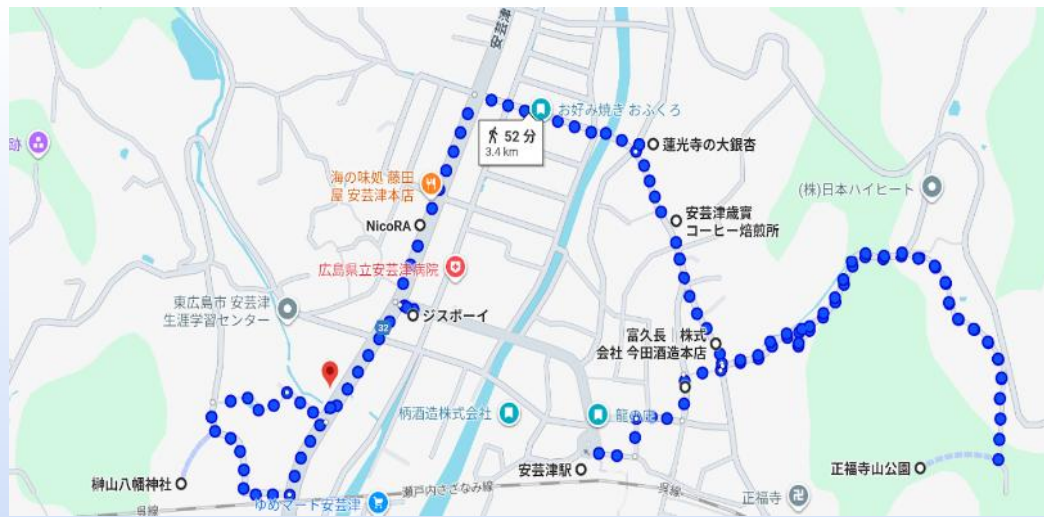 安芸津
お好み焼き おふくろ
52 分
3.4 km
蓮光寺の大銀杏
跡
海の味処 藤田
屋 安芸津本店
(株)日本ハイヒート
NicoRA
安芸津歳實
コーヒー焙煎所
広島県立安芸津病院
東広島市 安芸津
生涯学習センター
ジスボーイ
32
富久長 株式
会社 今田酒造本店
柄酒造株式会社
安芸津駅
正福寺山公園
榊山八幡神社
瀬戸内さざなみ線
呉線
正福寺
ゆめマート安芸津
呉線